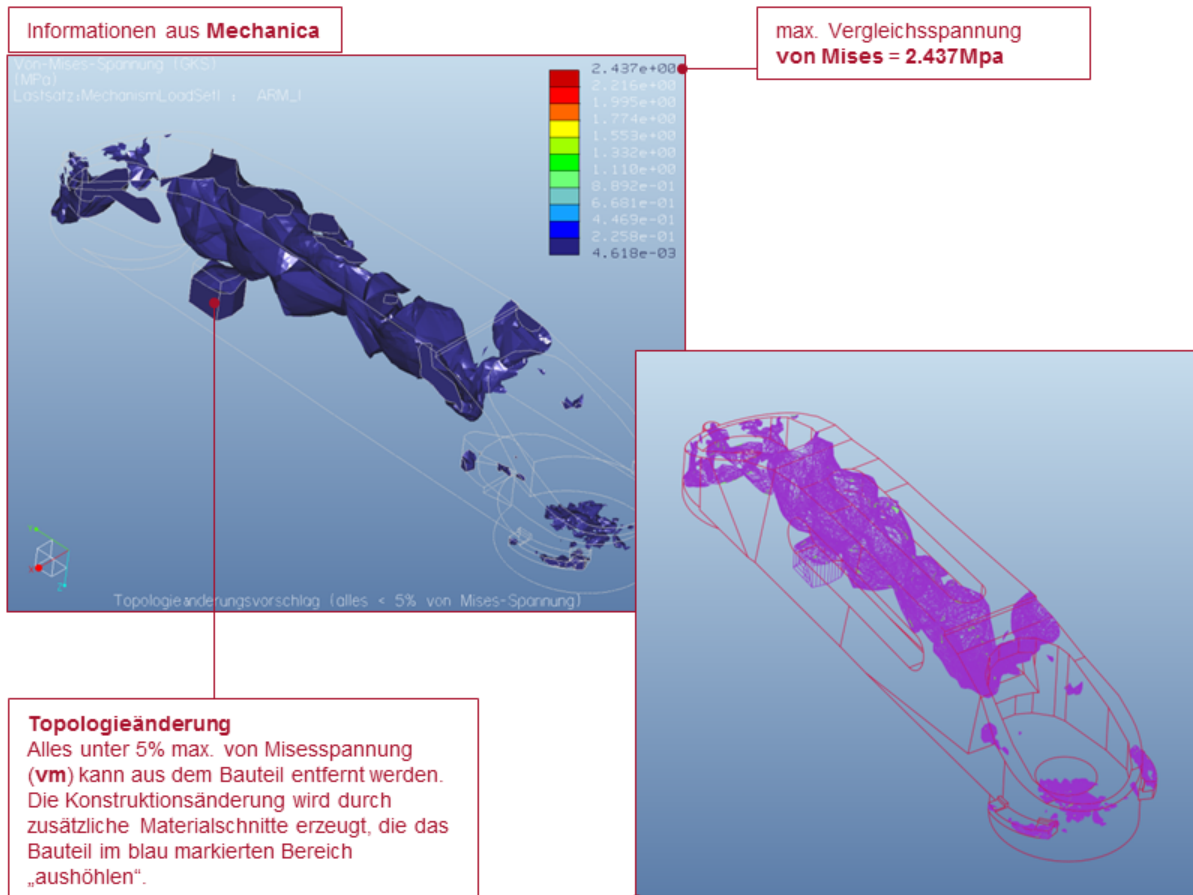 Informationen aus Mechanica
max. Vergleichsspannung
von Mises = 2.437Mpa
Von-Mises-Spannung (GKS)
(MPa)
Lastsatz:MechanismLoadSet1 : ARM_1
2.437e+00
2.216e+00
1.995e+00
1.774e+00
1.553e+00
1.332e+00
1.110e+00
8.892e-01
6.681e-01
4.469e-01
2.258e-01
4.618e-03
Topologieänderungsvorschlag (alles < 5% von Mises-Spannung)
Topologieänderung
Alles unter 5% max. von Misesspannung
(vm) kann aus dem Bauteil entfernt werden.
Die Konstruktionsänderung wird durch
zusätzliche Materialschnitte erzeugt, die das
Bauteil im blau markierten Bereich
„aushöhlen“.